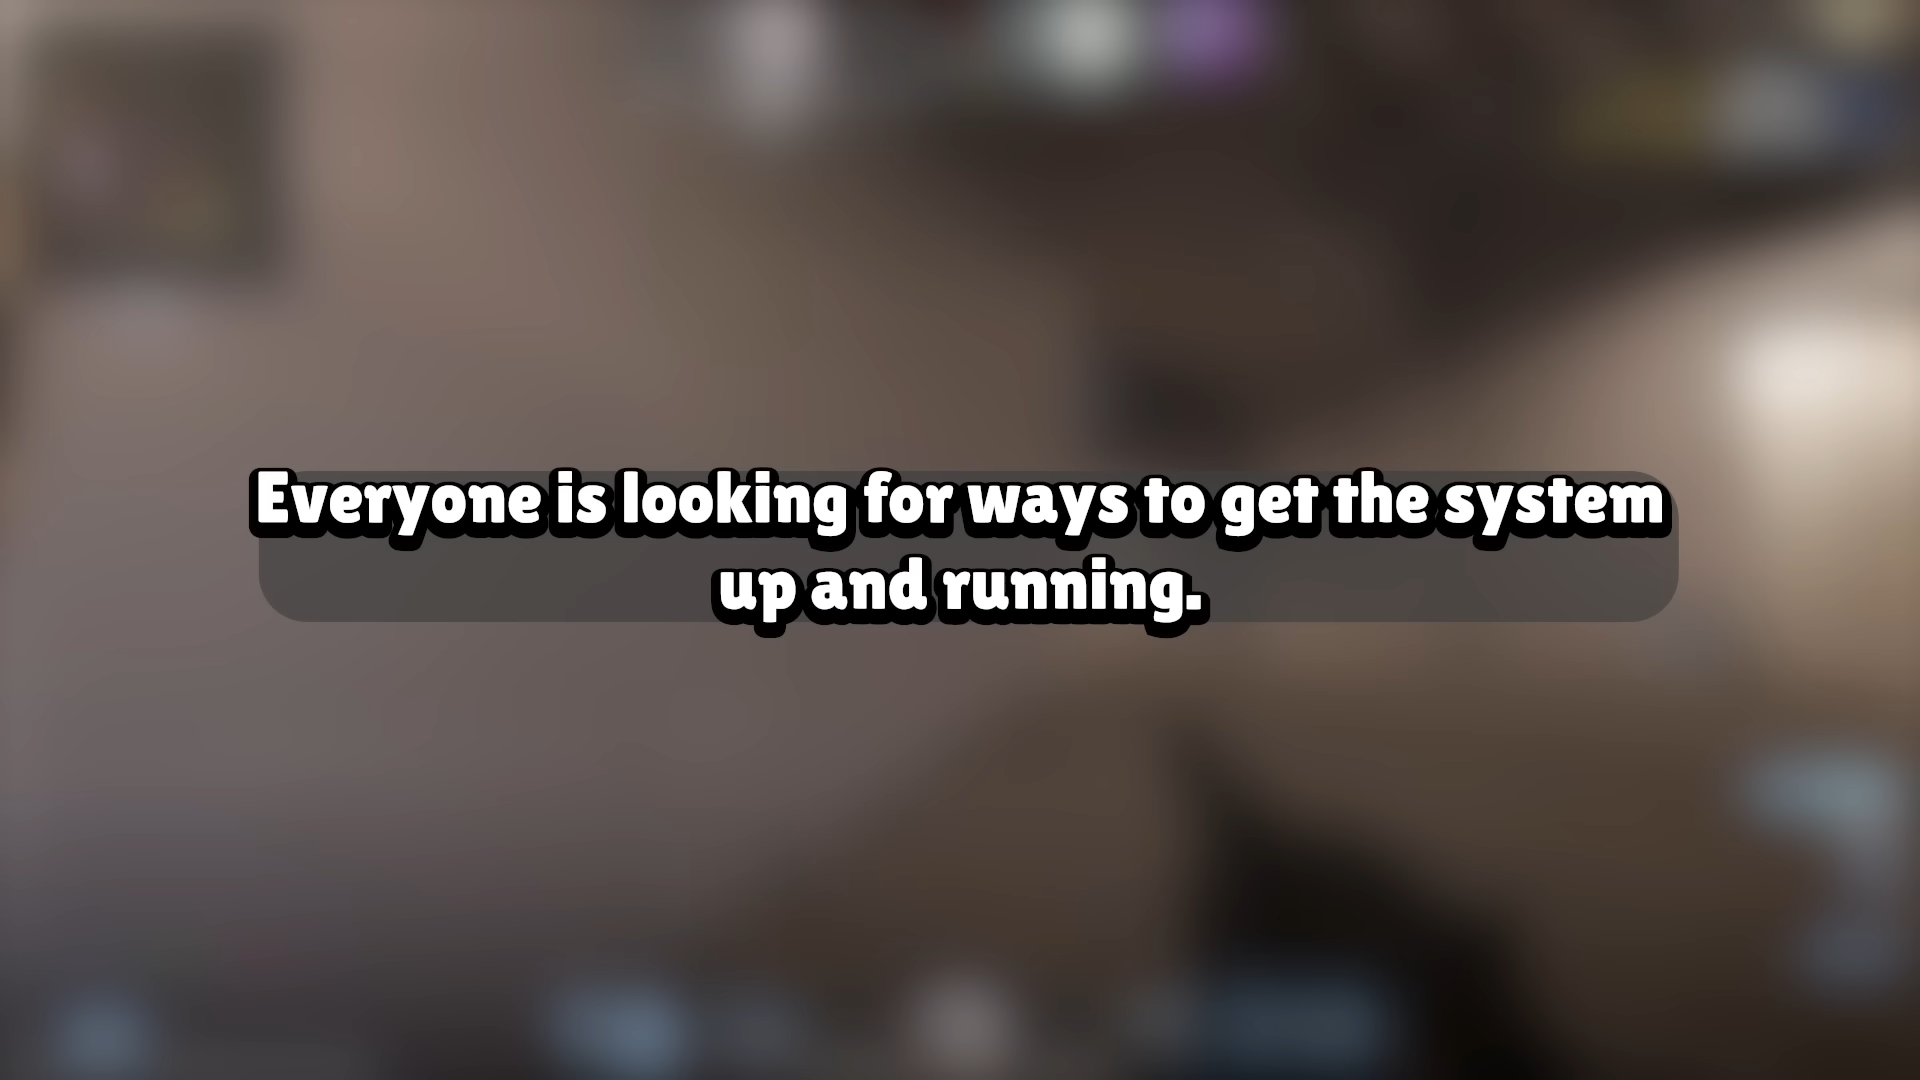 Everyone is looking for ways to get the system
up and running.